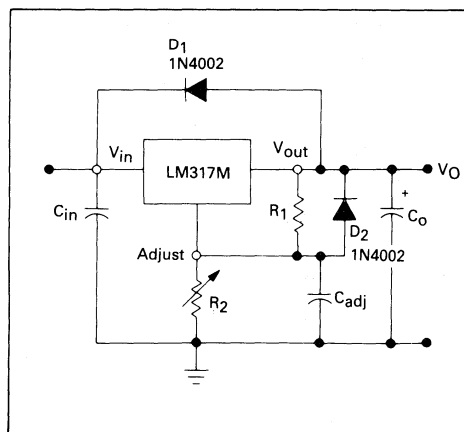 D1
1N4002
Vin
Vout
LM317M
VO
Cin
R1
D2
1N4002
+
Co
Adjust
R2
Cadj